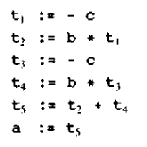 t₁ := - c
t₂ := b * t₁
t₃ := - c
t₄ := b * t₃
t₅ := t₂ + t₄
a := t₅